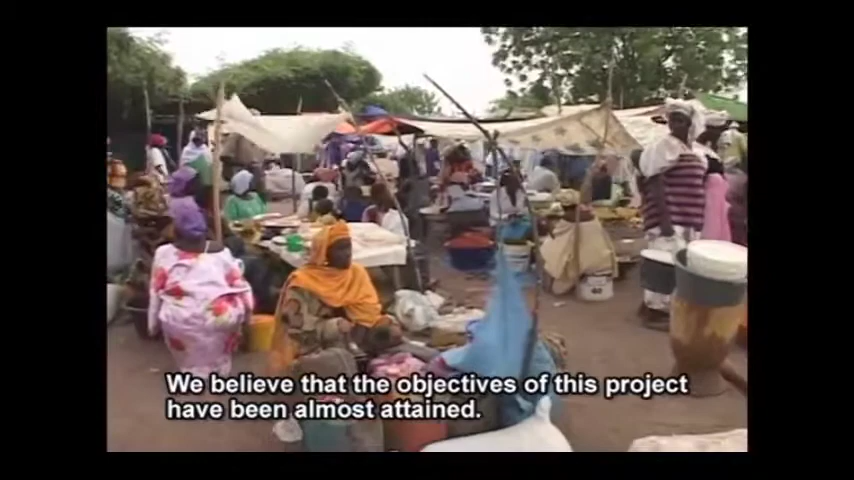 We believe that the objectives of this project
have been almost attained.